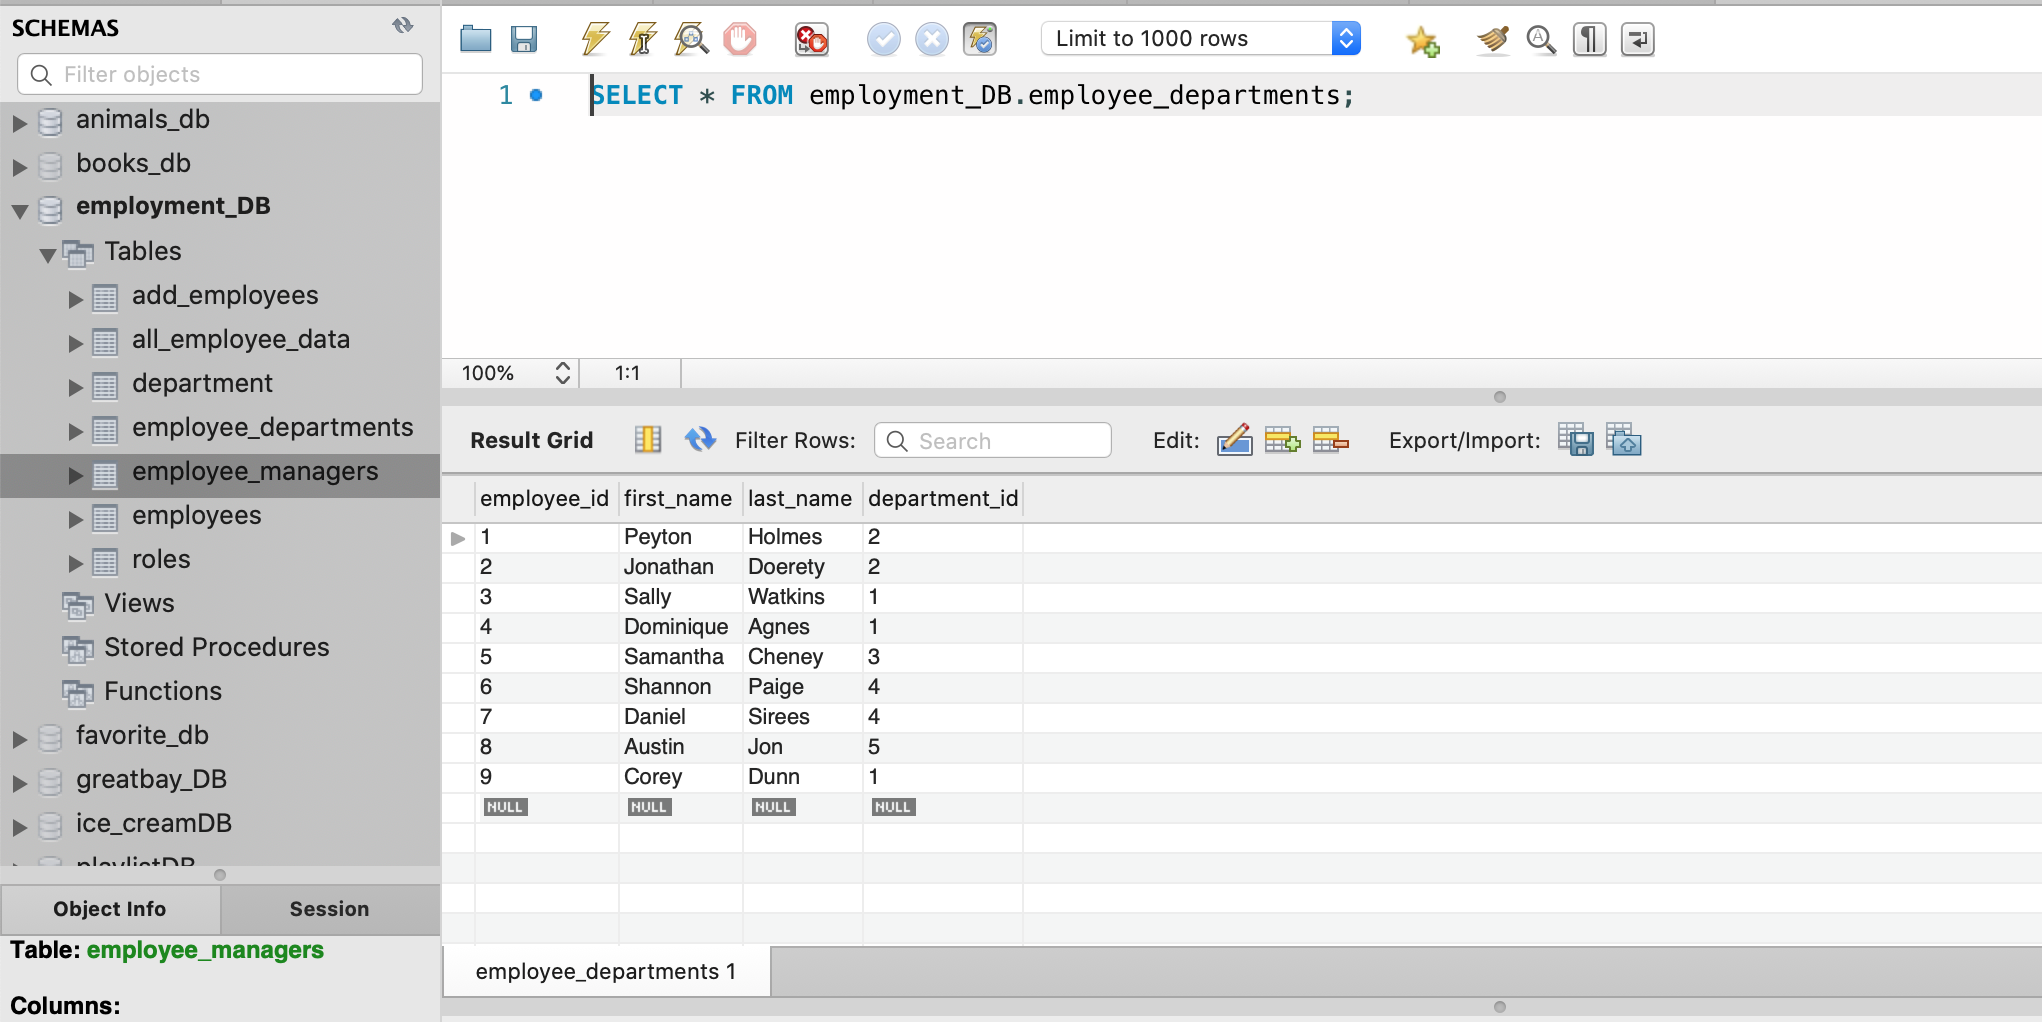 SCHEMAS
Filter objects
animals_db
books_db
employment_DB
Tables
add_employees
all_employee_data
department
employee_departments
employee_managers
employees
roles
Views
Stored Procedures
Functions
favorite_db
greatbay_DB
ice_creamDB
playlistDB
Object Info Session
Table: employee_managers
Columns:
Limit to 1000 rows
1 SELECT * FROM employment_DB.employee_departments;
100% 1:1
Result Grid Filter Rows: Search Edit: Export/Import:
employee_id first_name last_name department_id
1 Peyton Holmes 2
2 Jonathan Doerety 2
3 Sally Watkins 1
4 Dominique Agnes 1
5 Samantha Cheney 3
6 Shannon Paige 4
7 Daniel Sirees 4
8 Austin Jon 5
9 Corey Dunn 1
NULL NULL NULL NULL
employee_departments 1